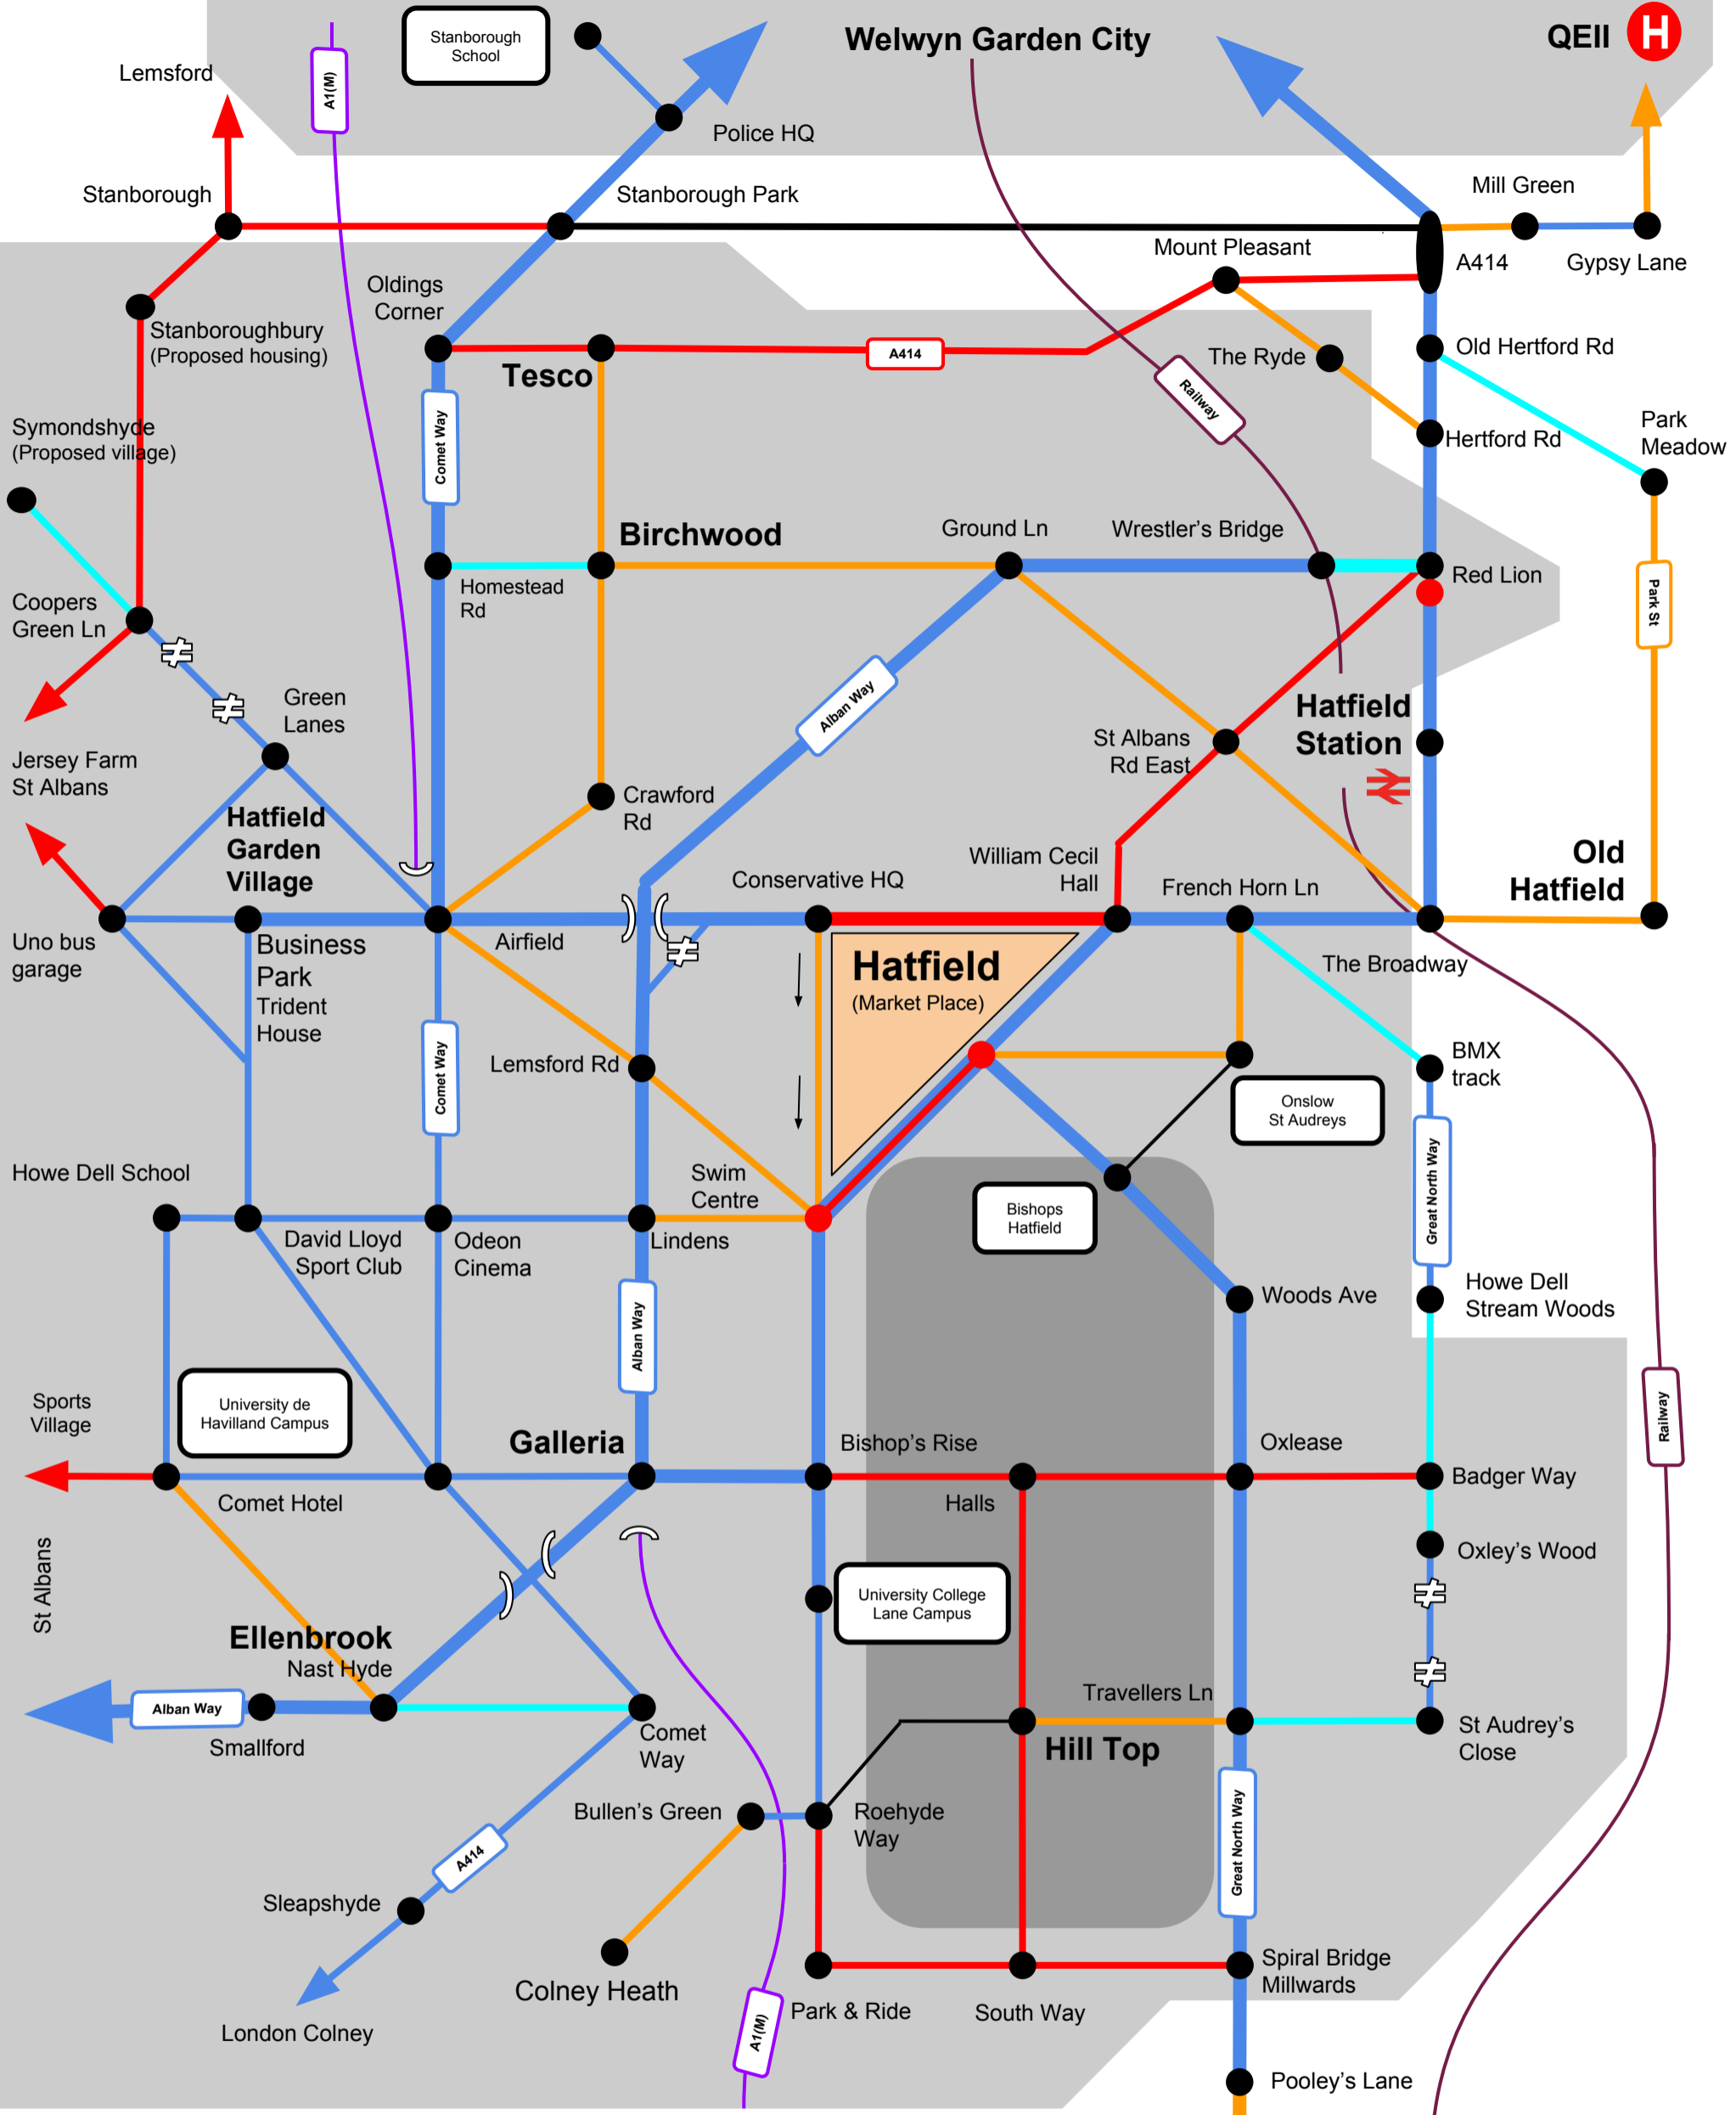 Stanborough
School
Welwyn Garden City
QEII
H
Lemsford
A1(M)
Police HQ
Stanborough
Stanborough Park
Mill Green
Mount Pleasant
A414
Gypsy Lane
Oldings
Corner
Stanboroughbury
(Proposed housing)
Tesco
A414
The Ryde
Old Hertford Rd
Railway
Comet Way
Symondshyde
(Proposed village)
Hertford Rd
Park
Meadow
Birchwood
Ground Ln
Wrestler's Bridge
Homestead
Rd
Red Lion
Park St
Coopers
Green Ln
Green
Lanes
Alban Way
Hatfield
Station
St Albans
Rd East
Jersey Farm
St Albans
Crawford
Rd
Hatfield
Garden
Village
Conservative HQ
William Cecil
Hall
French Horn Ln
Old
Hatfield
Uno bus
garage
Business
Park
Trident
House
Airfield
Hatfield
(Market Place)
The Broadway
Comet Way
Lemsford Rd
BMX
track
Onslow
St Audreys
Howe Dell School
Swim
Centre
Bishops
Hatfield
Great North Way
David Lloyd
Sport Club
Odeon
Cinema
Lindens
Woods Ave
Howe Dell
Stream Woods
Alban Way
Sports
Village
University de
Havilland Campus
Galleria
Bishop's Rise
Oxlease
Railway
Comet Hotel
Halls
Badger Way
St Albans
University College
Lane Campus
Oxley's Wood
Ellenbrook
Nast Hyde
Alban Way
Smallford
Comet
Way
Travellers Ln
Hill Top
St Audrey's
Close
Bullen's Green
Roehyde
Way
Great North Way
A414
Sleapshyde
Colney Heath
Spiral Bridge
Millwards
London Colney
A1(M)
Park & Ride
South Way
Pooley's Lane